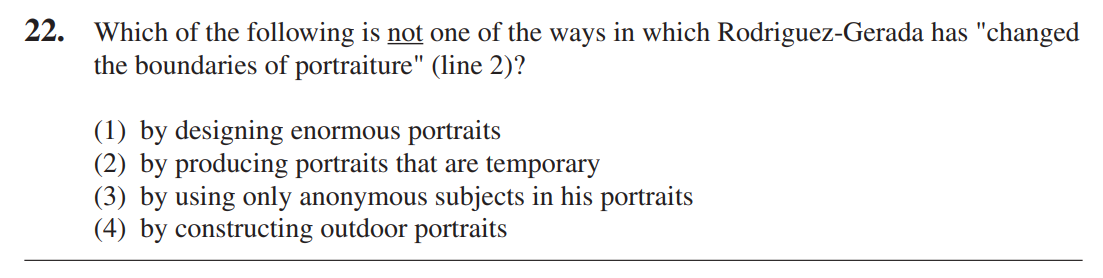 22. Which of the following is not one of the ways in which Rodriguez-Gerada has "changed
the boundaries of portraiture" (line 2)?
(1) by designing enormous portraits
(2) by producing portraits that are temporary
(3) by using only anonymous subjects in his portraits
(4) by constructing outdoor portraits